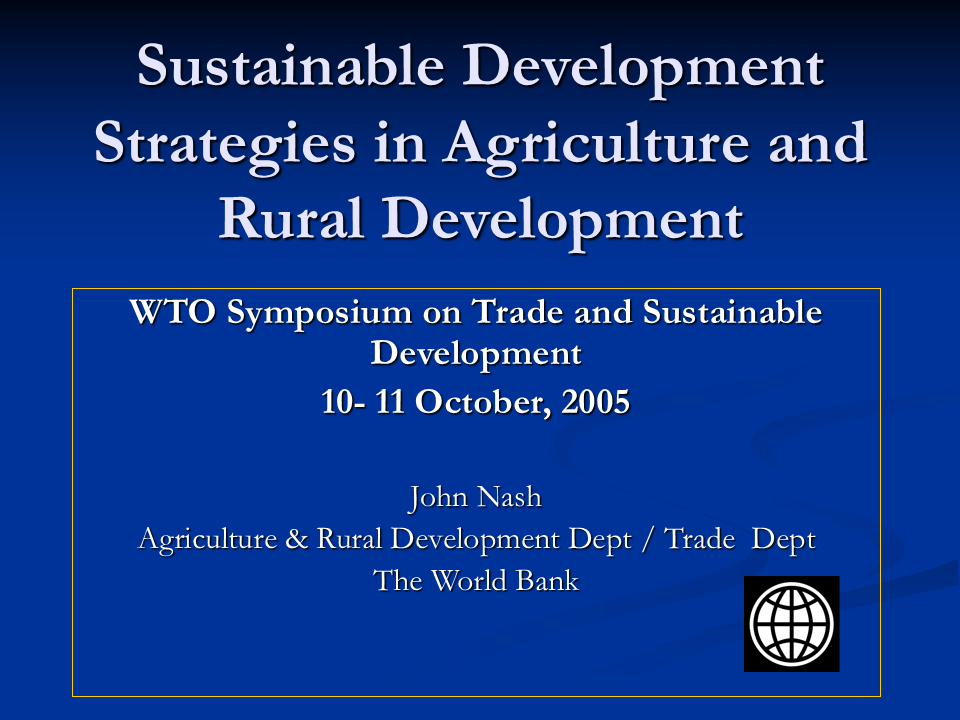 Sustainable Development
Strategies in Agriculture and
Rural Development
WTO Symposium on Trade and Sustainable
Development
10- 11 October, 2005
John Nash
Agriculture & Rural Development Dept / Trade Dept
The World Bank